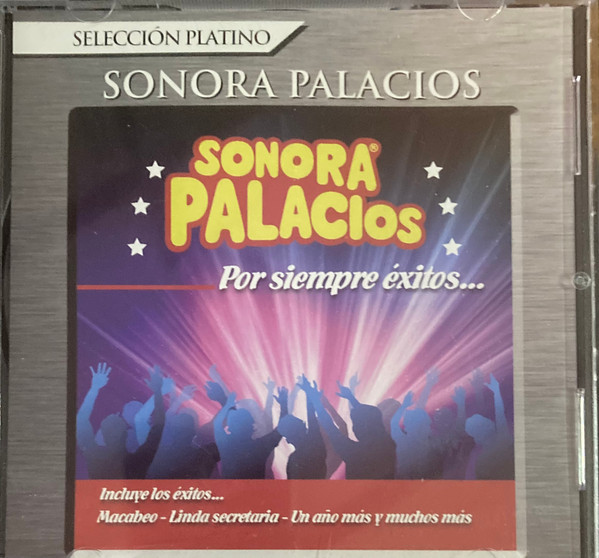 SELECCIÓN PLATINO
SONORA PALACIOS
SONORA®
PALACIOS
Por siempre éxitos...
Incluye los éxitos...
Macabeo - Linda secretaria - Un año más y muchos más